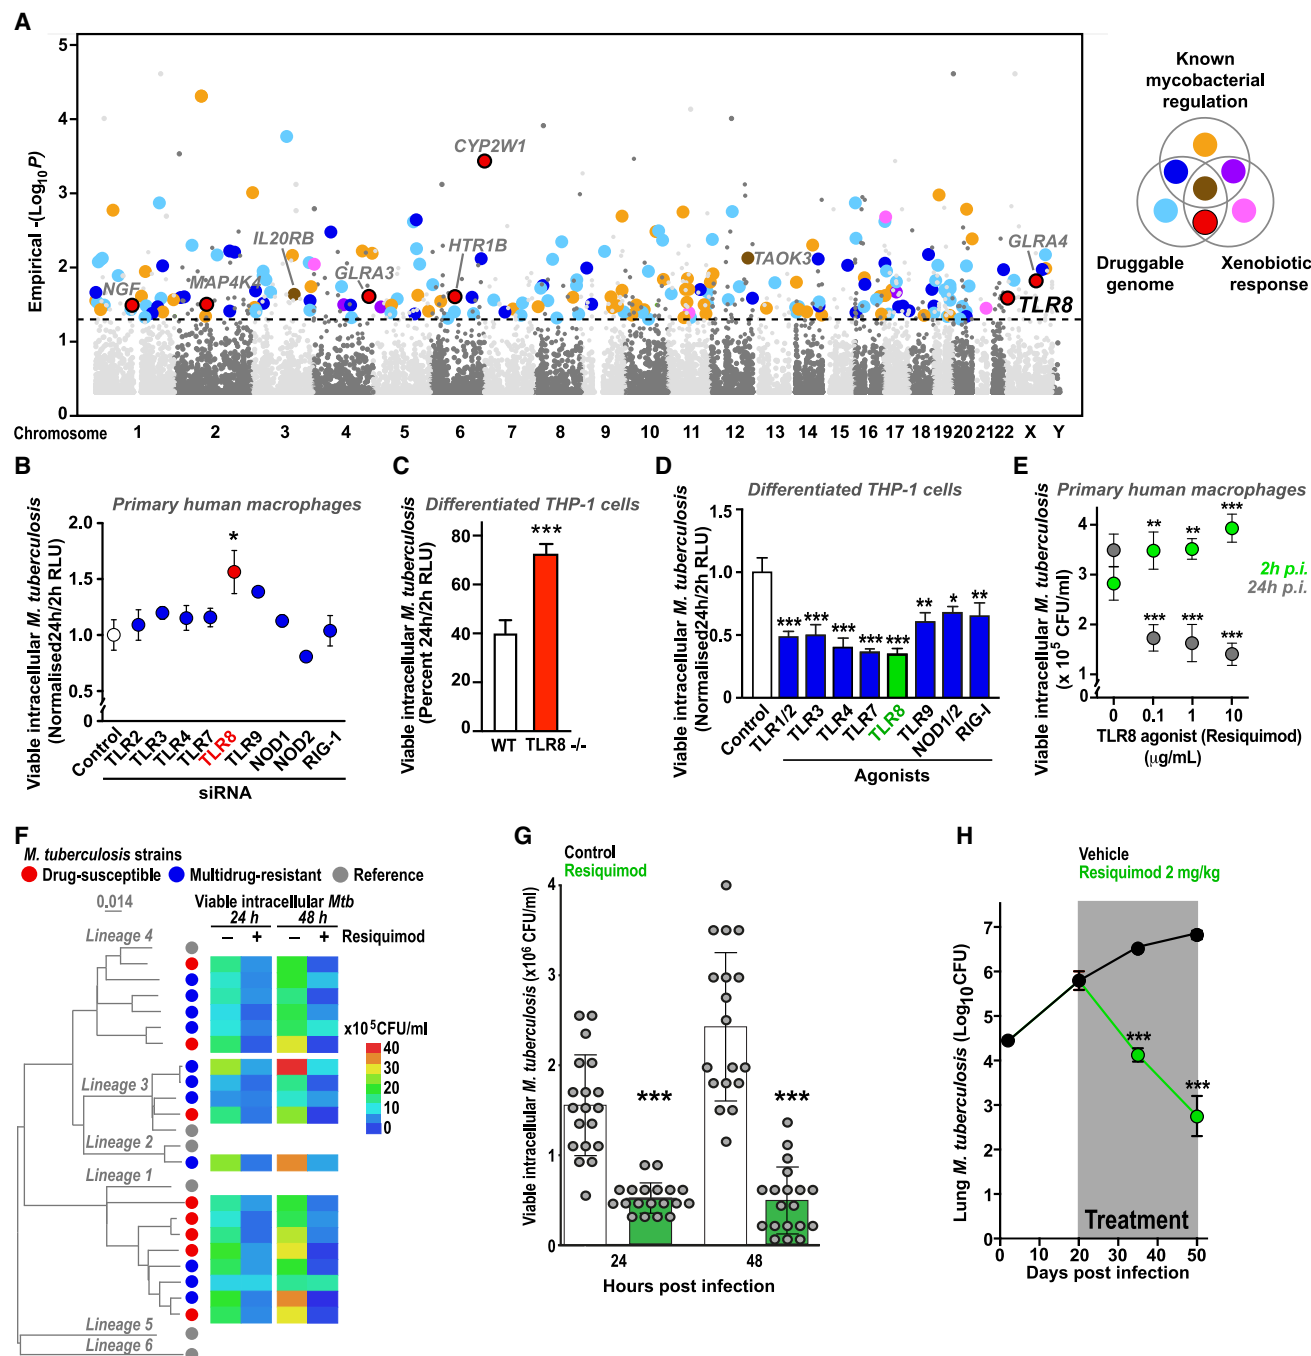 A
Empirical -(Log10 P)
5
4
3
2
1
0
CYP2W1
IL20RB
HTR1B
NGF
MAP4K4
GLRA3
TAOK3
GLRA4
TLR8
Chromosome 1 2 3 4 5 6 7 8 9 10 11 12 13 14 15 16 17 18 19 20 21 22 X Y
Known
mycobacterial
regulation
Druggable
genome
Xenobiotic
response
B
Primary human macrophages
Viable intracellular M. tuberculosis
(Normalised24h/2h RLU)
2.0
1.5
1.0
0.5
0
*
Control
TLR2
TLR3
TLR4
TLR7
TLR8
TLR9
NOD1
NOD2
RIG-1
siRNA
C
Differentiated THP-1 cells
Viable intracellular M. tuberculosis
(Percent 24h/2h RLU)
80
60
40
20
0
***
WT TLR8 -/-
D
Differentiated THP-1 cells
Viable intracellular M. tuberculosis
(Normalised24h/2h RLU)
1.5
1.0
0.5
0
*** *** *** *** *** ** * **
Control
TLR1/2
TLR3
TLR4
TLR7
TLR8
TLR9
NOD1/2
RIG-I
Agonists
E
Primary human macrophages
Viable intracellular M. tuberculosis
(x 10^5 CFU/ml)
4
3
2
1
** ** ***
*** *** ***
2h p.i.
24h p.i.
0 0.1 1 10
TLR8 agonist (Resiquimod)
(μg/mL)
F
M. tuberculosis strains
Drug-susceptible Multidrug-resistant Reference
0.014
Viable intracellular Mtb
24 h 48 h
– + – + Resiquimod
Lineage 4
Lineage 3
Lineage 2
Lineage 1
Lineage 5
Lineage 6
x10^5CFU/ml
40
30
20
10
0
G
Control
Resiquimod
Viable intracellular M. tuberculosis (x10^6 CFU/ml)
4
3
2
1
0
*** ***
24 48
Hours post infection
H
Vehicle
Resiquimod 2 mg/kg
Lung M. tuberculosis (Log10CFU)
7
6
5
4
3
2
1
0
***
***
Treatment
0 10 20 30 40 50
Days post infection